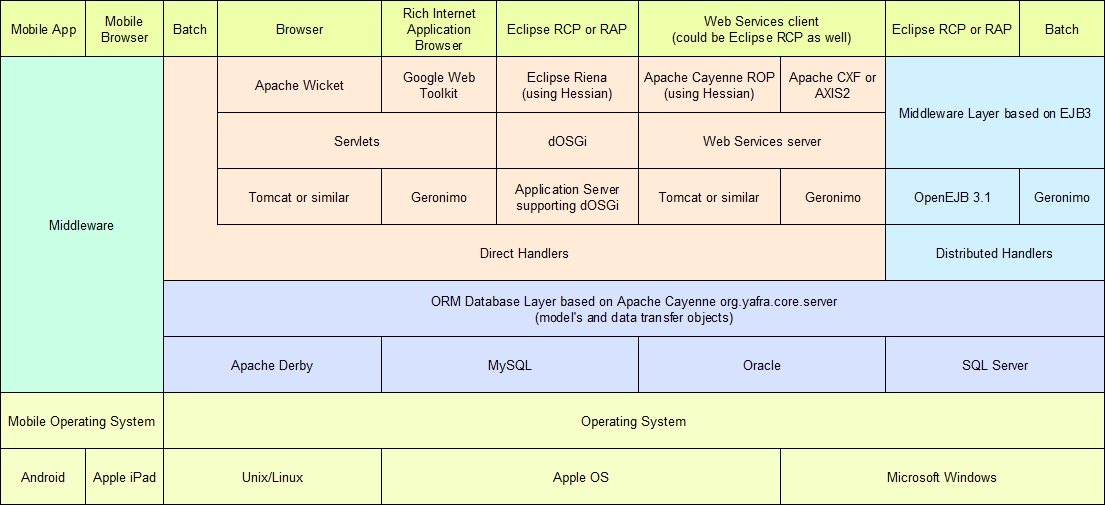 Mobile App
Mobile
Browser
Batch
Browser
Rich Internet
Application
Browser
Eclipse RCP or RAP
Web Services client
(could be Eclipse RCP as well)
Eclipse RCP or RAP
Batch
Middleware
Apache Wicket
Google Web
Toolkit
Eclipse Riena
(using Hessian)
Apache Cayenne ROP
(using Hessian)
Apache CXF or
AXIS2
Middleware Layer based on EJB3
Servlets
dOSGi
Web Services server
Tomcat or similar
Geronimo
Application Server
supporting dOSGi
Tomcat or similar
Geronimo
OpenEJB 3.1
Geronimo
Direct Handlers
Distributed Handlers
ORM Database Layer based on Apache Cayenne org.yafra.core.server
(model's and data transfer objects)
Apache Derby
MySQL
Oracle
SQL Server
Mobile Operating System
Operating System
Android
Apple iPad
Unix/Linux
Apple OS
Microsoft Windows